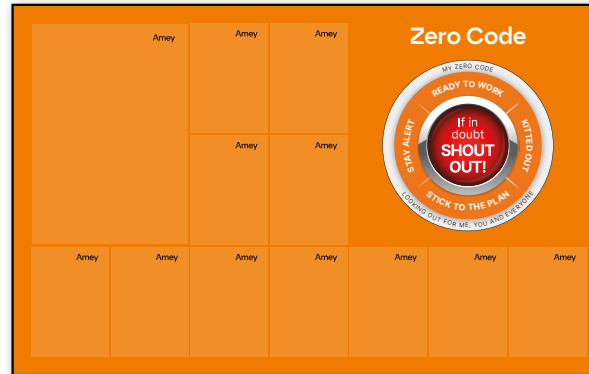 Amey
Amey
Amey
Zero Code
MY ZERO CODE
READY TO WORK
STAY ALERT
If in
doubt
SHOUT
OUT!
KITTED OUT
STICK TO THE PLAN
LOOKING OUT FOR ME, YOU AND EVERYONE
Amey
Amey
Amey
Amey
Amey
Amey
Amey
Amey
Amey